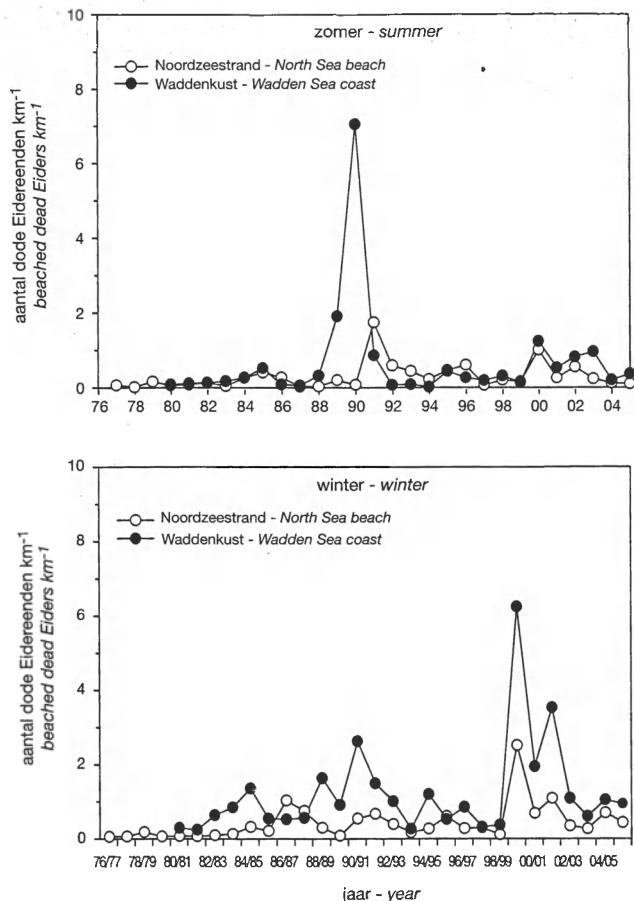 zomer - summer
Noordzeestrand - North Sea beach
Waddenkust - Wadden Sea coast
aantal dode Eidereenden km-1
beached dead Eiders km-1
10
8
6
4
2
0
76 78 80 82 84 86 88 90 92 94 96 98 00 02 04
winter - winter
Noordzeestrand - North Sea beach
Waddenkust - Wadden Sea coast
aantal dode Eidereenden km-1
beached dead Eiders km-1
10
8
6
4
2
0
76/77 78/79 80/81 82/83 84/85 86/87 88/89 90/91 92/93 94/95 96/97 98/99 00/01 02/03 04/05
jaar - year